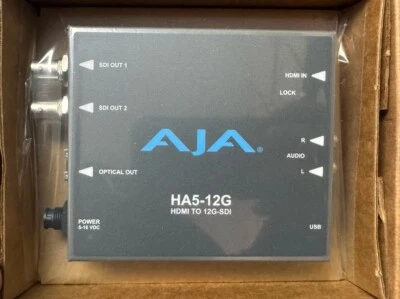 SDI OUT 1
HDMI IN
LOCK
SDI OUT 2
AJA®
R
AUDIO
L
OPTICAL OUT
HA5-12G
HDMI TO 12G-SDI
POWER
5-16 VDC
USB